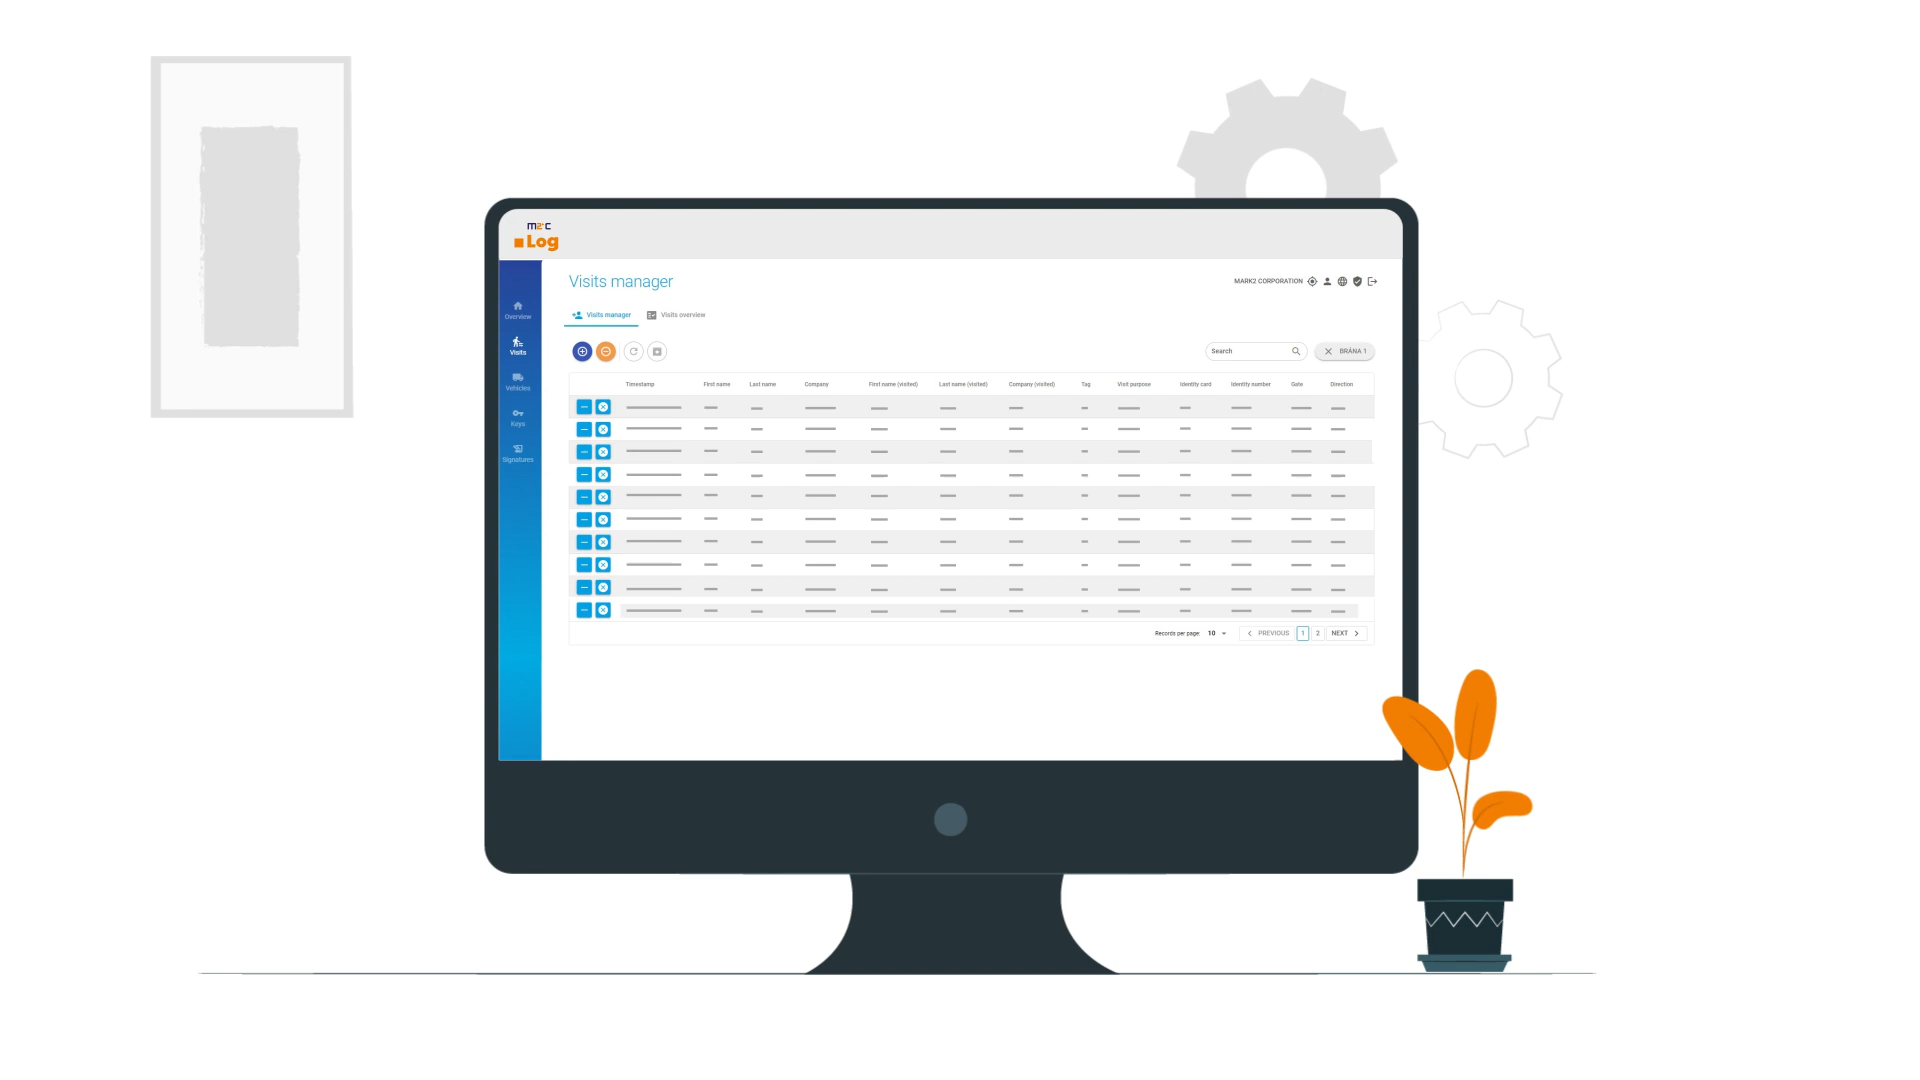 m2·c
Log
Visits manager
MARK2 CORPORATION
Overview
Visits
Vehicles
Keys
Signatures
Visits manager
Visits overview
Search
BRÁNA 1
Timestamp First name Last name Company First name (visited) Last name (visited) Company (visited) Tag Visit purpose Identity card Identity number Gate Direction
Records per page: 10 PREVIOUS 1 2 NEXT